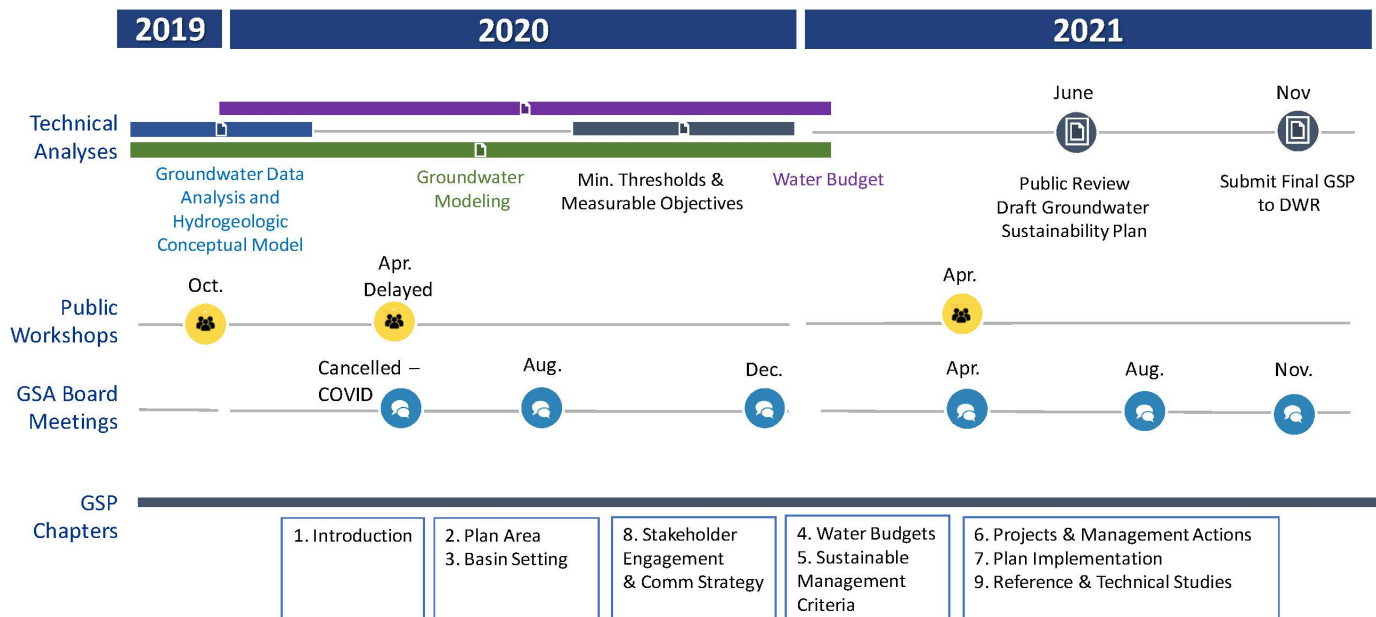 2019
2020
2021
Technical
Analyses
June
Nov
Groundwater Data
Analysis and
Hydrogeologic
Conceptual Model
Groundwater
Modeling
Min. Thresholds &
Measurable Objectives
Water Budget
Public Review
Draft Groundwater
Sustainability Plan
Submit Final GSP
to DWR
Public
Workshops
Oct.
Apr.
Delayed
Apr.
GSA Board
Meetings
Cancelled –
COVID
Aug.
Dec.
Apr.
Aug.
Nov.
GSP
Chapters
1. Introduction
2. Plan Area
3. Basin Setting
8. Stakeholder
Engagement
& Comm Strategy
4. Water Budgets
5. Sustainable
Management
Criteria
6. Projects & Management Actions
7. Plan Implementation
9. Reference & Technical Studies